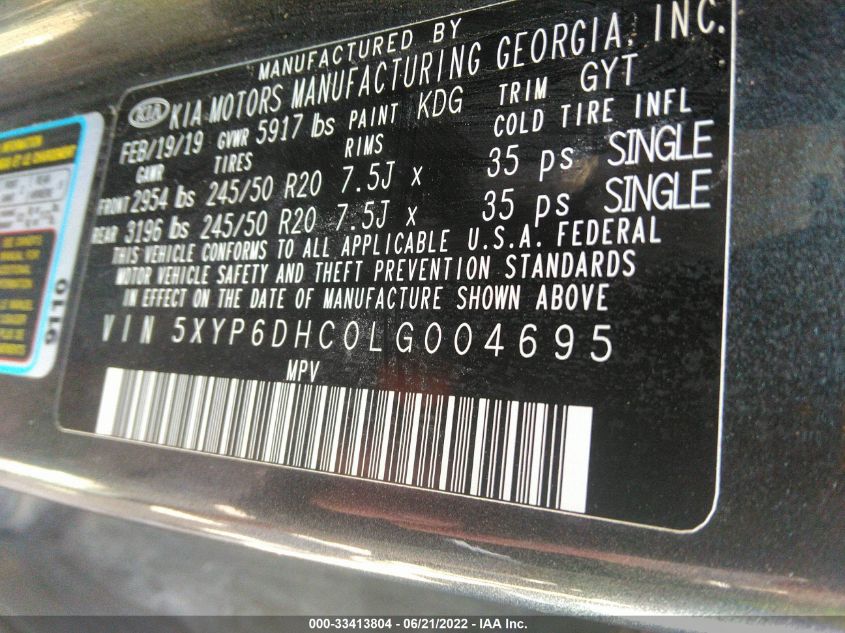 MANUFACTURED BY
KIA KIA MOTORS MANUFACTURING GEORGIA, INC.
FEB/19/19 GVWR 5917 lbs PAINT KDG TRIM GYT
GAWR TIRES RIMS COLD TIRE INFL
FRONT 2954 lbs 245/50 R20 7.5J x 35 ps SINGLE
REAR 3196 lbs 245/50 R20 7.5J x 35 ps SINGLE
THIS VEHICLE CONFORMS TO ALL APPLICABLE U.S.A. FEDERAL
MOTOR VEHICLE SAFETY AND THEFT PREVENTION STANDARDS
IN EFFECT ON THE DATE OF MANUFACTURE SHOWN ABOVE
VIN 5XYP6DHC0LG004695
MPV
9110
000-33413804 - 06/21/2022 - IAA Inc.